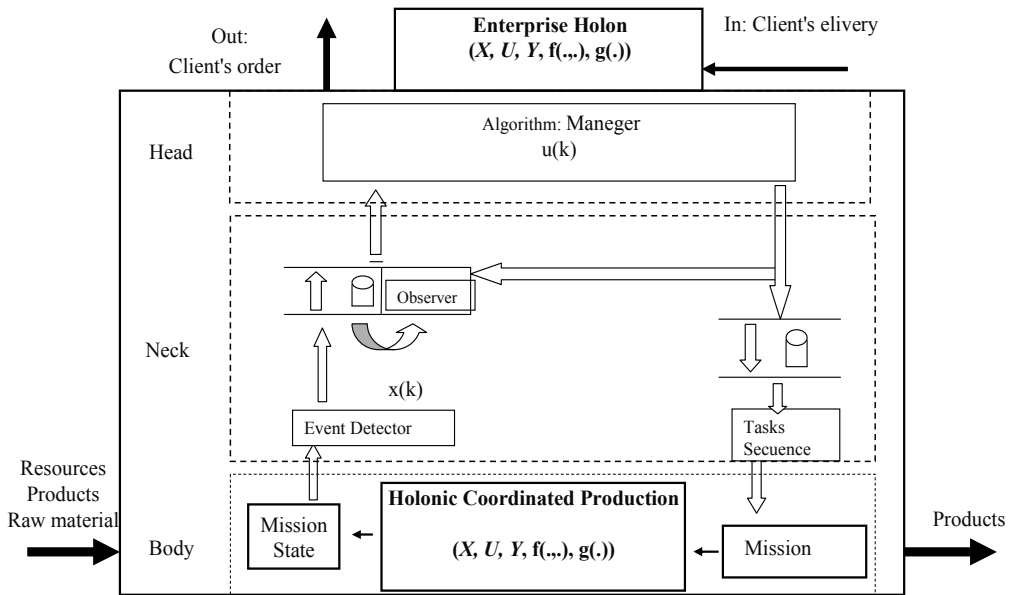 Enterprise Holon
(X, U, Y, f(.,.), g(.))
Out:
Client's order
In: Client's elivery
Head
Algorithm: Maneger
u(k)
Observer
Neck
x(k)
Event Detector
Tasks
Secuence
Resources
Products
Raw material
Body
Mission
State
Holonic Coordinated Production
(X, U, Y, f(.,.), g(.))
Mission
Products